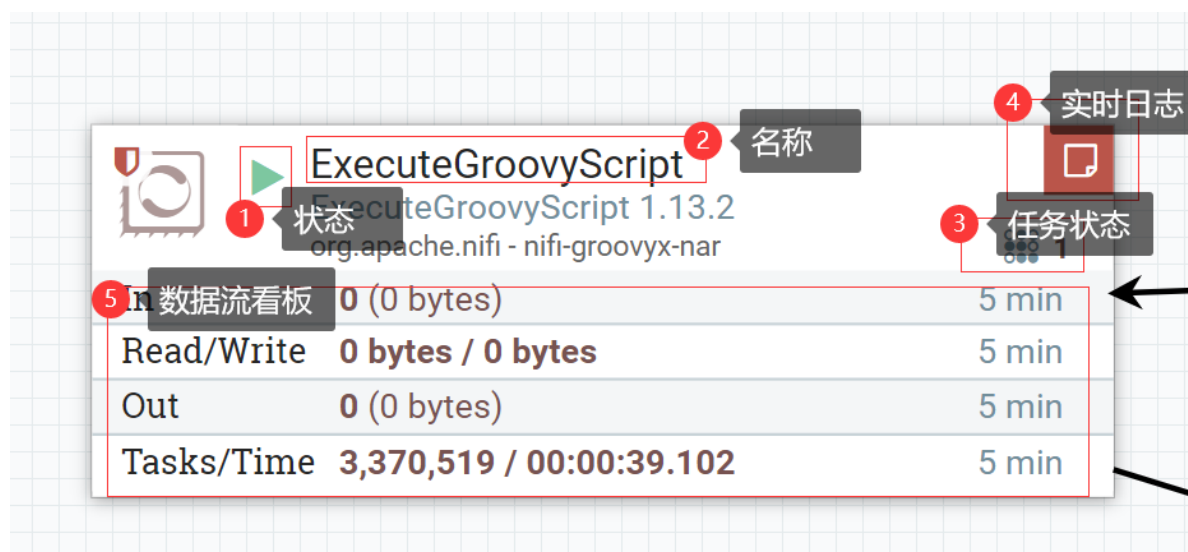 4 实时日志
2 名称
ExecuteGroovyScript
1 状态
ExecuteGroovyScript 1.13.2
3 任务状态
org.apache.nifi - nifi-groovyx-nar
1
5 数据流看板
In 0 (0 bytes) 5 min
Read/Write 0 bytes / 0 bytes 5 min
Out 0 (0 bytes) 5 min
Tasks/Time 3,370,519 / 00:00:39.102 5 min